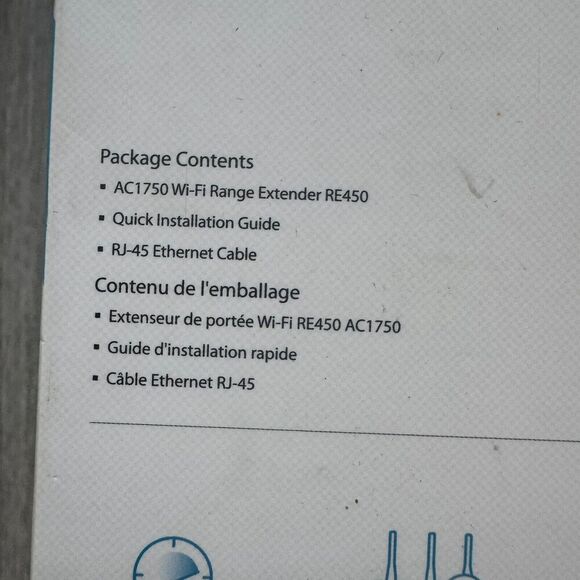 Package Contents
▪ AC1750 Wi-Fi Range Extender RE450
▪ Quick Installation Guide
▪ RJ-45 Ethernet Cable
Contenu de l'emballage
▪ Extenseur de portée Wi-Fi RE450 AC1750
▪ Guide d'installation rapide
▪ Câble Ethernet RJ-45